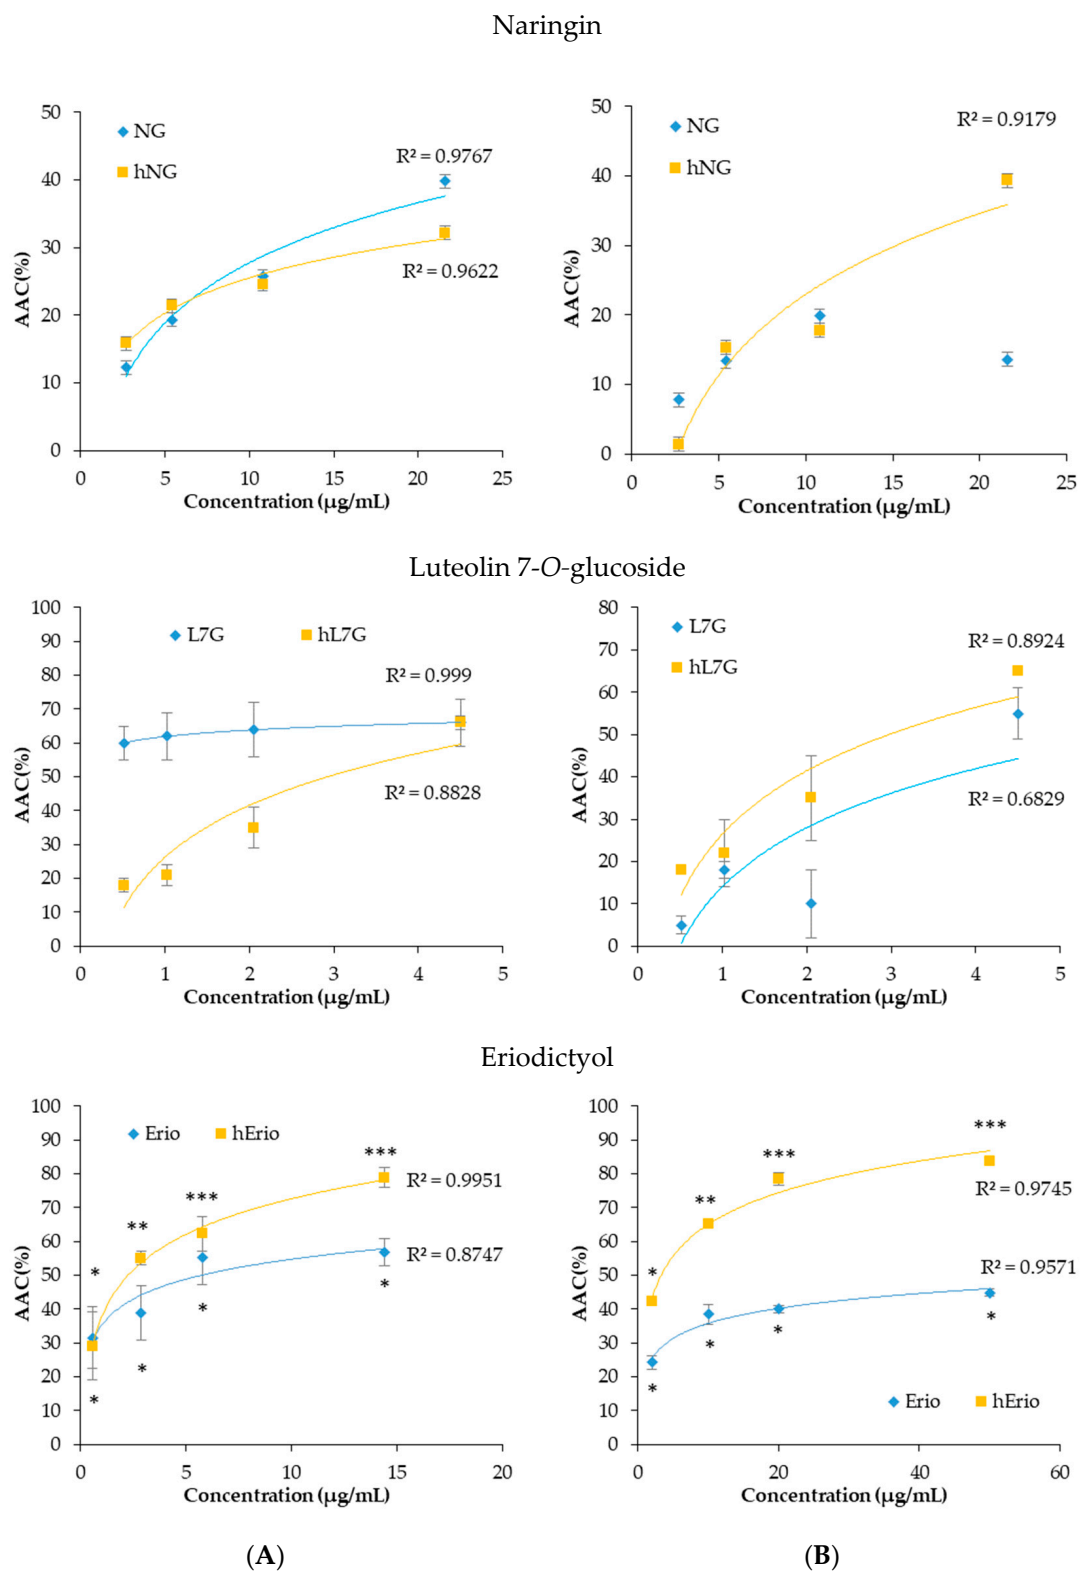 Naringin
50
40
30
20
10
0
AAC(%)
NG
hNG
R² = 0.9767
R² = 0.9622
0 5 10 15 20 25
Concentration (µg/mL)
50
40
30
20
10
0
AAC(%)
NG
hNG
R² = 0.9179
0 5 10 15 20 25
Concentration (µg/mL)
Luteolin 7-O-glucoside
100
90
80
70
60
50
40
30
20
10
0
AAC(%)
L7G hL7G
R² = 0.999
R² = 0.8828
0 1 2 3 4 5
Concentration (µg/mL)
80
70
60
50
40
30
20
10
0
AAC(%)
L7G
hL7G
R² = 0.8924
R² = 0.6829
0 1 2 3 4 5
Concentration (µg/mL)
Eriodictyol
100
90
80
70
60
50
40
30
20
10
0
AAC(%)
Erio hErio
***
R² = 0.9951
***
**
R² = 0.8747
*
*
*
*
*
0 5 10 15 20
Concentration (µg/mL)
100
90
80
70
60
50
40
30
20
10
0
AAC(%)
***
***
**
R² = 0.9745
*
R² = 0.9571
*
*
*
*
Erio hErio
0 20 40 60
Concentration (µg/mL)
(A) (B)